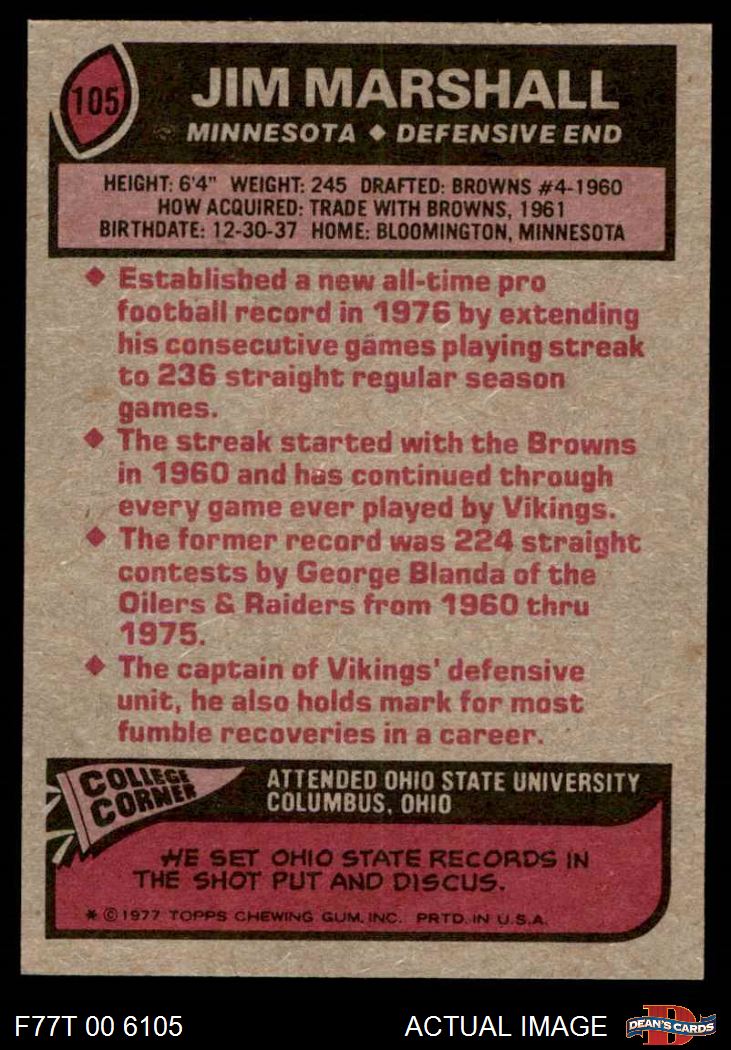 105
JIM MARSHALL
MINNESOTA ◆ DEFENSIVE END
HEIGHT: 6'4" WEIGHT: 245 DRAFTED: BROWNS #4-1960
HOW ACQUIRED: TRADE WITH BROWNS, 1961
BIRTHDATE: 12-30-37 HOME: BLOOMINGTON, MINNESOTA
◆ Established a new all-time pro
football record in 1976 by extending
his consecutive games playing streak
to 236 straight regular season
games.
◆ The streak started with the Browns
in 1960 and has continued through
every game ever played by Vikings.
◆ The former record was 224 straight
contests by George Blanda of the
Oilers & Raiders from 1960 thru
1975.
◆ The captain of Vikings' defensive
unit, he also holds mark for most
fumble recoveries in a career.
COLLEGE
CORNER
ATTENDED OHIO STATE UNIVERSITY
COLUMBUS, OHIO
HE SET OHIO STATE RECORDS IN
THE SHOT PUT AND DISCUS.
* © 1977 TOPPS CHEWING GUM, INC. PRTD. IN U.S.A.
F77T 00 6105
ACTUAL IMAGE
DEAN'S CARDS